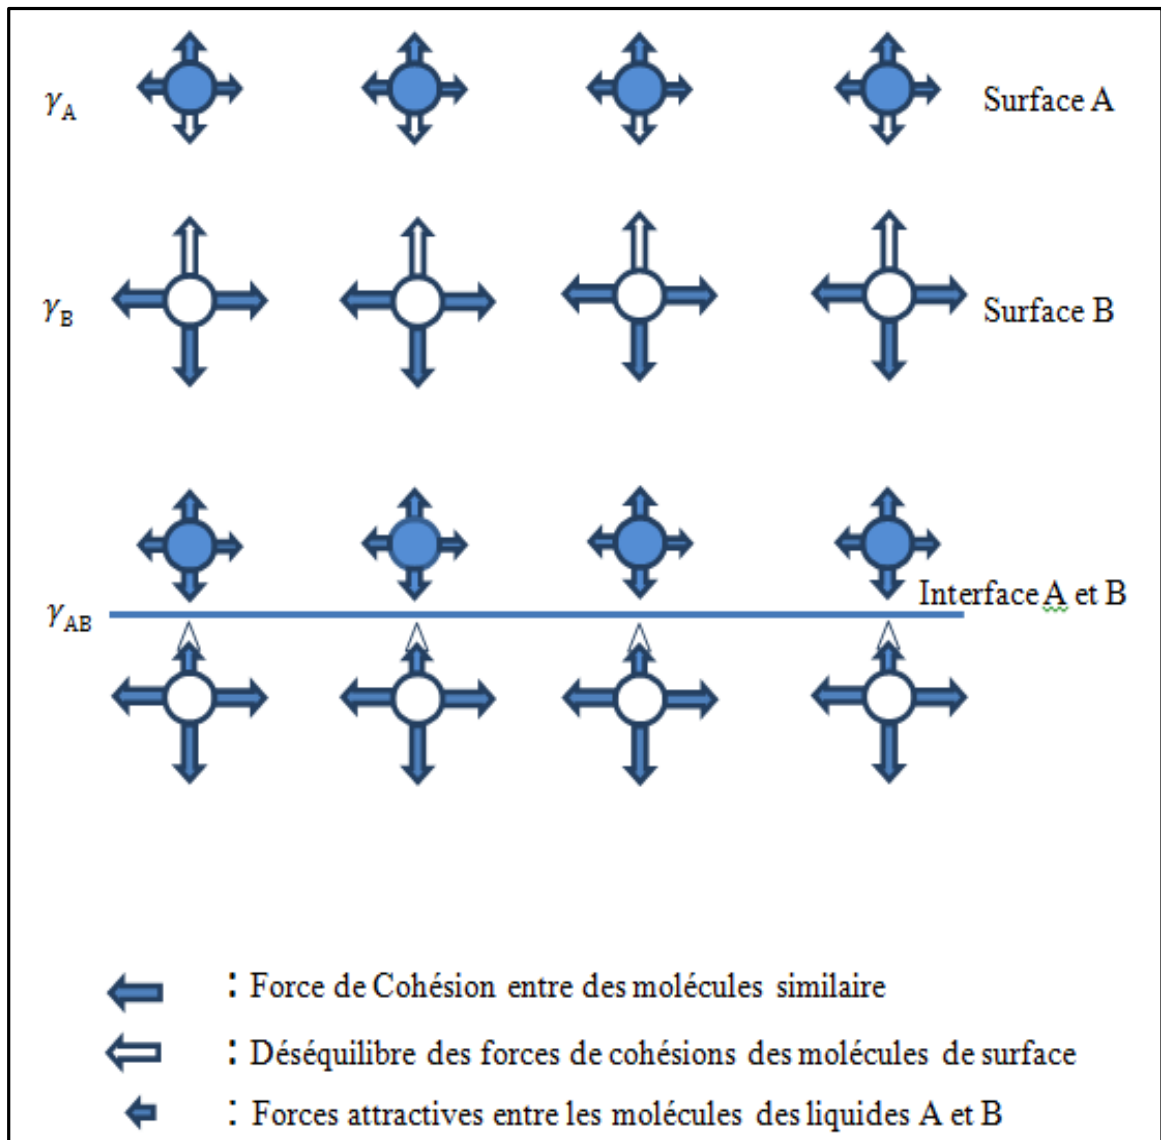 γA Surface A
γB Surface B
Interface A et B
γAB
: Force de Cohésion entre des molécules similaire
: Déséquilibre des forces de cohésions des molécules de surface
: Forces attractives entre les molécules des liquides A et B